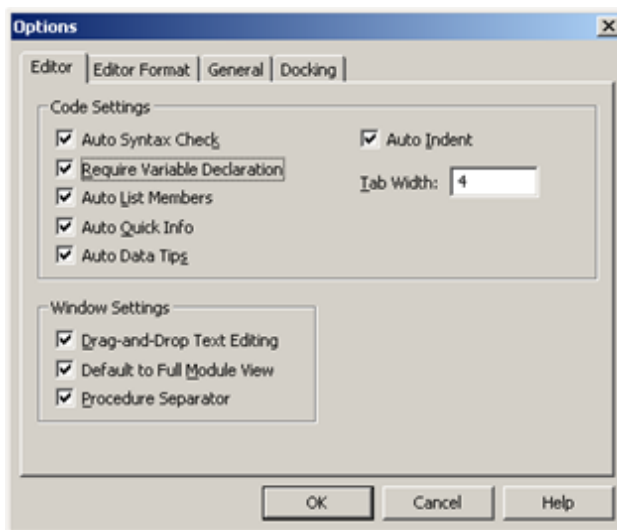 Options
Editor Editor Format General Docking
Code Settings
Auto Syntax Check
Require Variable Declaration
Auto List Members
Auto Quick Info
Auto Data Tips
Auto Indent
Tab Width: 4
Window Settings
Drag-and-Drop Text Editing
Default to Full Module View
Procedure Separator
OK Cancel Help